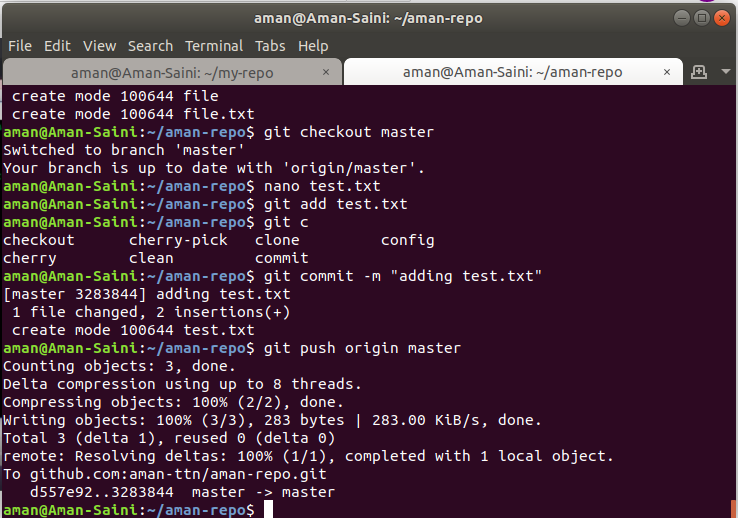 aman@Aman-Saini: ~/aman-repo
File Edit View Search Terminal Tabs Help
aman@Aman-Saini: ~/my-repo × aman@Aman-Saini: ~/aman-repo ×
 create mode 100644 file
 create mode 100644 file.txt
aman@Aman-Saini:~/aman-repo$ git checkout master
Switched to branch 'master'
Your branch is up to date with 'origin/master'.
aman@Aman-Saini:~/aman-repo$ nano test.txt
aman@Aman-Saini:~/aman-repo$ git add test.txt
aman@Aman-Saini:~/aman-repo$ git c
checkout      cherry-pick   clone         config
cherry        clean         commit
aman@Aman-Saini:~/aman-repo$ git commit -m "adding test.txt"
[master 3283844] adding test.txt
 1 file changed, 2 insertions(+)
 create mode 100644 test.txt
aman@Aman-Saini:~/aman-repo$ git push origin master
Counting objects: 3, done.
Delta compression using up to 8 threads.
Compressing objects: 100% (2/2), done.
Writing objects: 100% (3/3), 283 bytes | 283.00 KiB/s, done.
Total 3 (delta 1), reused 0 (delta 0)
remote: Resolving deltas: 100% (1/1), completed with 1 local object.
To github.com:aman-ttn/aman-repo.git
   d557e92..3283844  master -> master
aman@Aman-Saini:~/aman-repo$